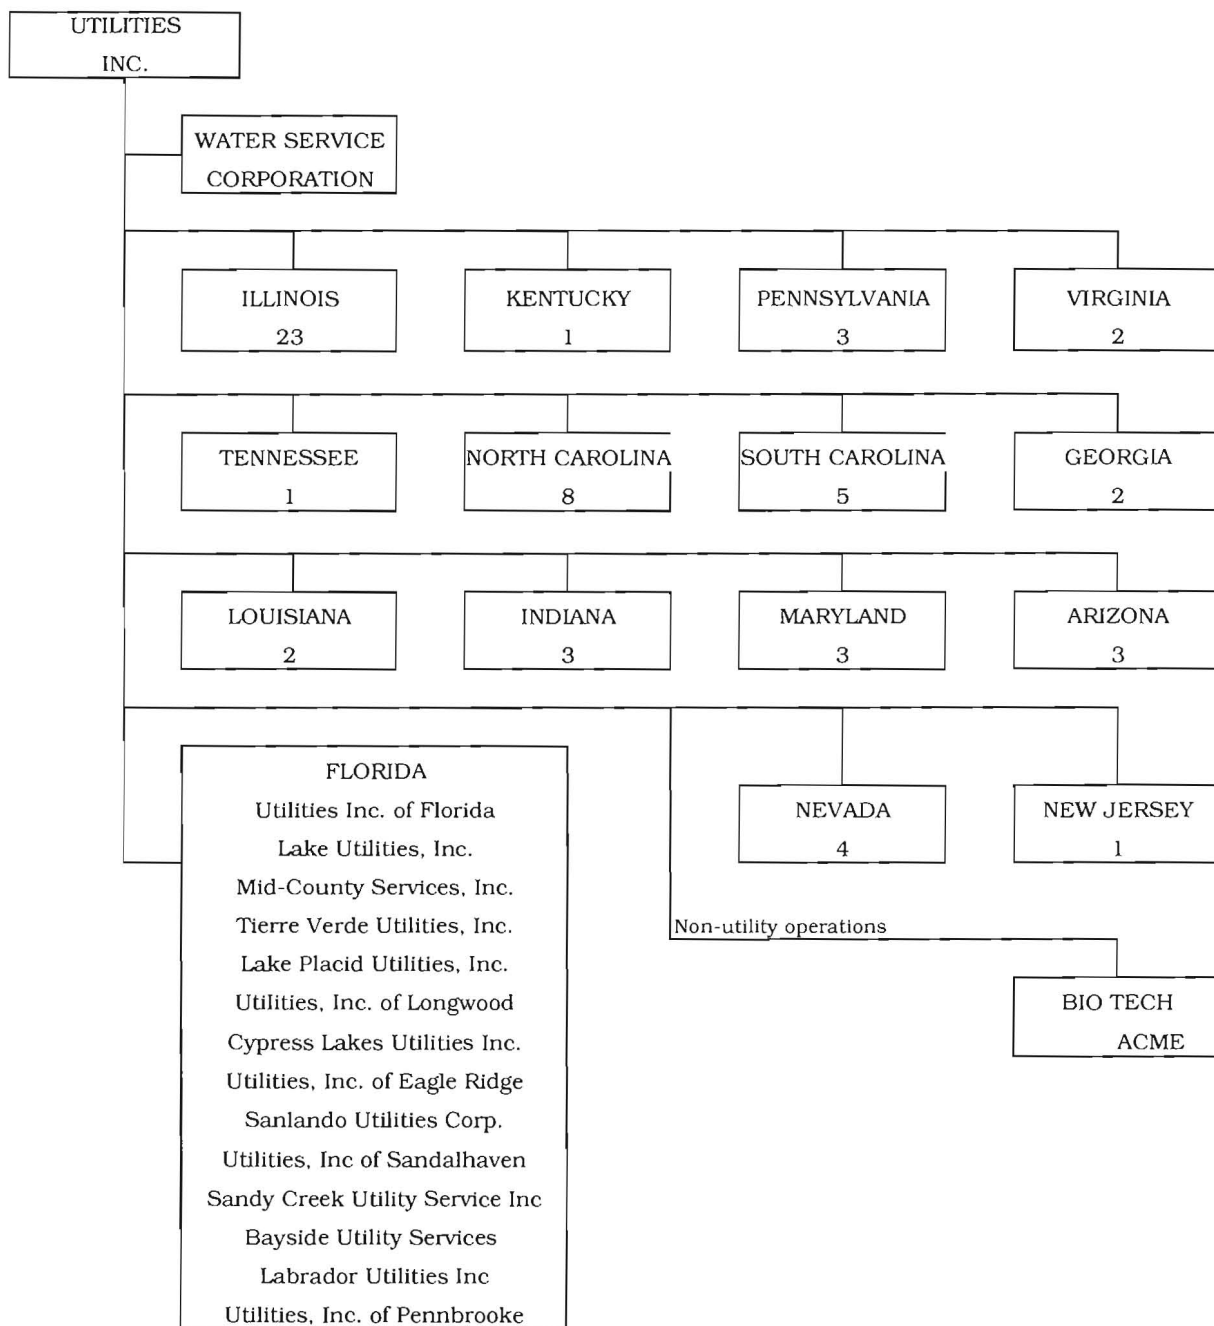 UTILITIES
INC.
WATER SERVICE
CORPORATION
ILLINOIS
23
KENTUCKY
1
PENNSYLVANIA
3
VIRGINIA
2
TENNESSEE
1
NORTH CAROLINA
8
SOUTH CAROLINA
5
GEORGIA
2
LOUISIANA
2
INDIANA
3
MARYLAND
3
ARIZONA
3
FLORIDA
Utilities Inc. of Florida
Lake Utilities, Inc.
Mid-County Services, Inc.
Tierre Verde Utilities, Inc.
Lake Placid Utilities, Inc.
Utilities, Inc. of Longwood
Cypress Lakes Utilities Inc.
Utilities, Inc. of Eagle Ridge
Sanlando Utilities Corp.
Utilities, Inc of Sandalhaven
Sandy Creek Utility Service Inc
Bayside Utility Services
Labrador Utilities Inc
Utilities, Inc. of Pennbrooke
NEVADA
4
NEW JERSEY
1
Non-utility operations
BIO TECH
ACME